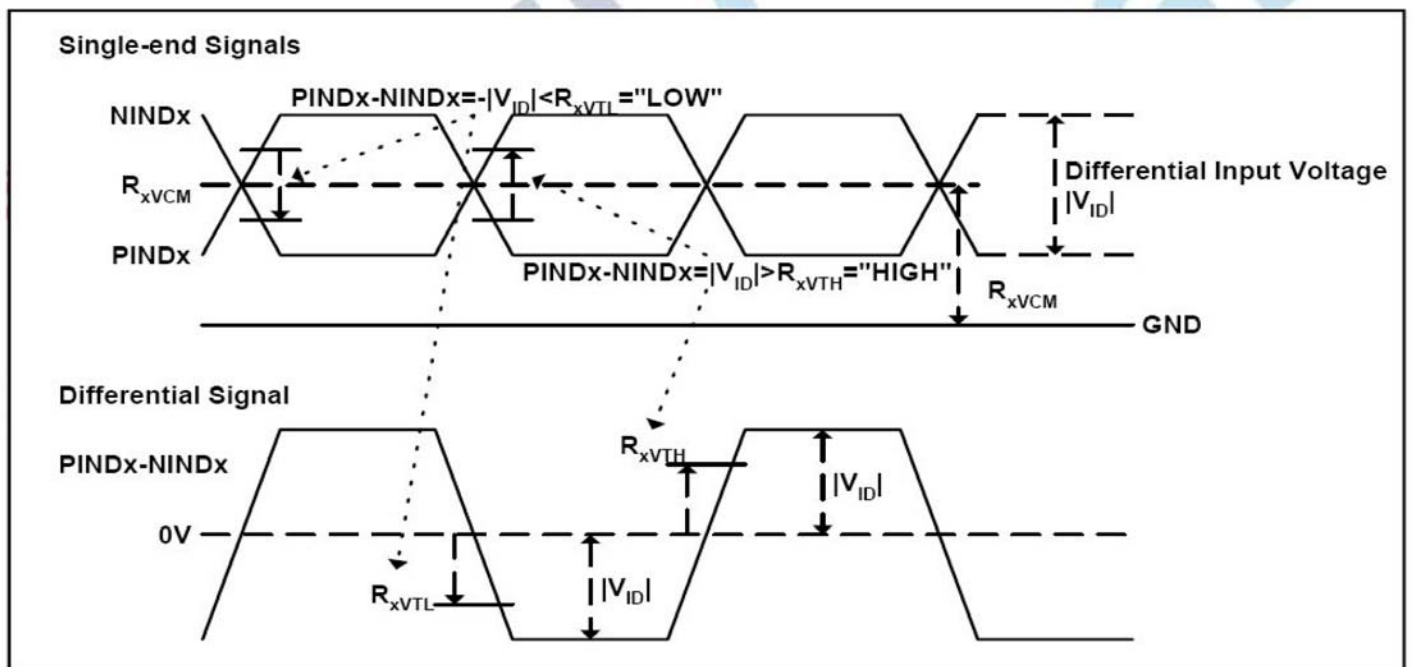 Single-end Signals
PINDx-NINDx=-|VID|<RxVTL="LOW"
NINDx
RxVCM
Differential Input Voltage
|VID|
PINDx
PINDx-NINDx=|VID|>RxVTH="HIGH"
RxVCM
GND
Differential Signal
PINDx-NINDx
RxVTH
|VID|
0V
RxVTL
|VID|